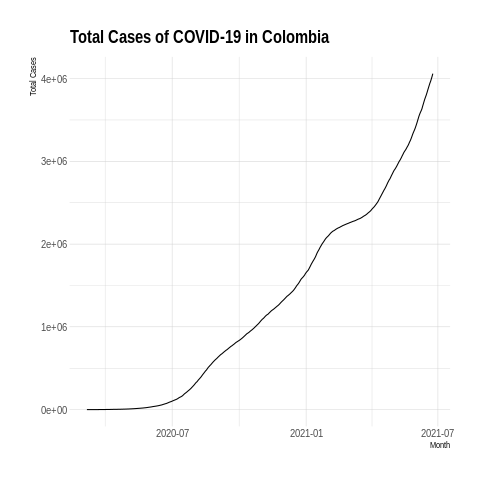 Total Cases of COVID-19 in Colombia
Total Cases
4e+06
3e+06
2e+06
1e+06
0e+00
2020-07
2021-01
2021-07
Month